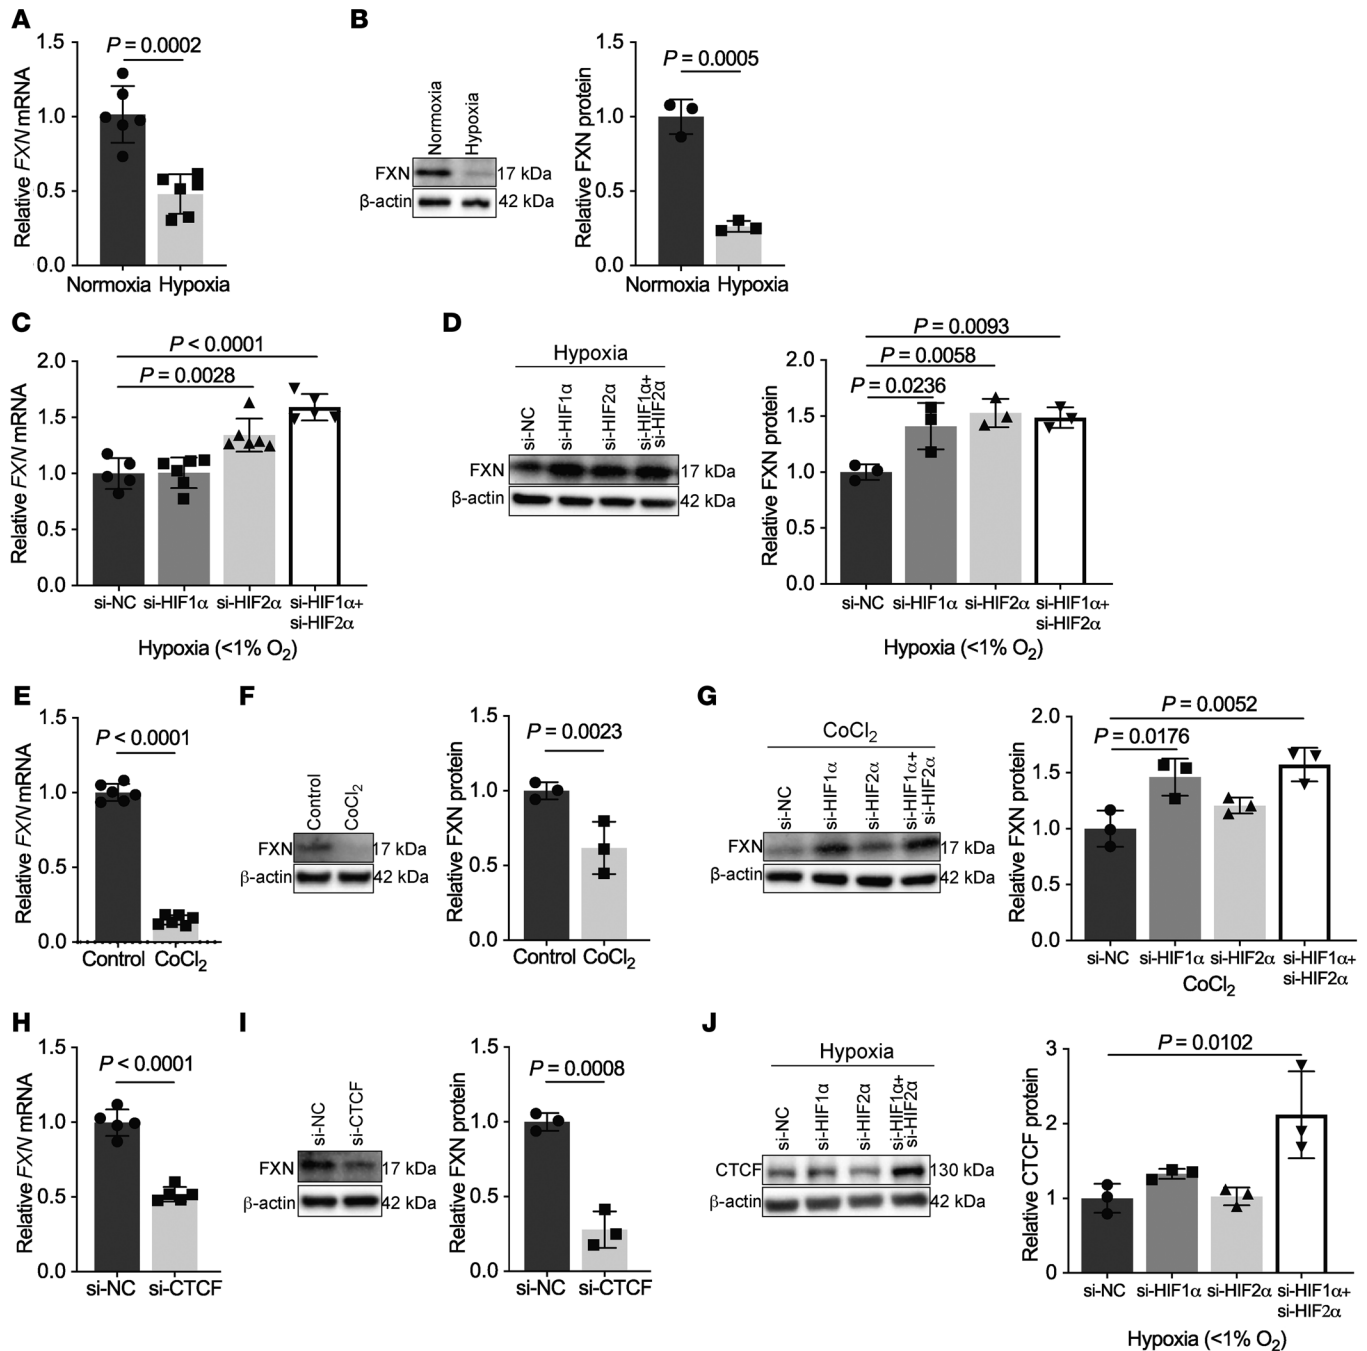 A
Relative FXN mRNA
1.5
1.0
0.5
0.0
P = 0.0002
Normoxia Hypoxia
B
Normoxia
Hypoxia
FXN 17 kDa
β-actin 42 kDa
Relative FXN protein
1.5
1.0
0.5
0.0
P = 0.0005
Normoxia Hypoxia
C
Relative FXN mRNA
2.0
1.5
1.0
0.5
0.0
P < 0.0001
P = 0.0028
si-NC si-HIF1α si-HIF2α si-HIF1α+
si-HIF2α
Hypoxia (<1% O2)
D
Hypoxia
si-NC
si-HIF1α
si-HIF2α
si-HIF1α+
si-HIF2α
FXN 17 kDa
β-actin 42 kDa
Relative FXN protein
2.0
1.5
1.0
0.5
0.0
P = 0.0093
P = 0.0058
P = 0.0236
si-NC si-HIF1α si-HIF2α si-HIF1α+
si-HIF2α
Hypoxia (<1% O2)
E
Relative FXN mRNA
1.5
1.0
0.5
0.0
P < 0.0001
Control CoCl2
F
Control
CoCl2
FXN 17 kDa
β-actin 42 kDa
Relative FXN protein
1.5
1.0
0.5
0.0
P = 0.0023
Control CoCl2
G
CoCl2
si-NC
si-HIF1α
si-HIF2α
si-HIF1α+
si-HIF2α
FXN 17 kDa
β-actin 42 kDa
Relative FXN protein
2.0
1.5
1.0
0.5
0.0
P = 0.0052
P = 0.0176
si-NC si-HIF1α si-HIF2α si-HIF1α+
si-HIF2α
CoCl2
H
Relative FXN mRNA
1.5
1.0
0.5
0.0
P < 0.0001
si-NC si-CTCF
I
si-NC
si-CTCF
FXN 17 kDa
β-actin 42 kDa
Relative FXN protein
1.5
1.0
0.5
0.0
P = 0.0008
si-NC si-CTCF
J
Hypoxia
si-NC
si-HIF1α
si-HIF2α
si-HIF1α+
si-HIF2α
CTCF 130 kDa
β-actin 42 kDa
Relative CTCF protein
3
2
1
0
P = 0.0102
si-NC si-HIF1α si-HIF2α si-HIF1α+
si-HIF2α
Hypoxia (<1% O2)